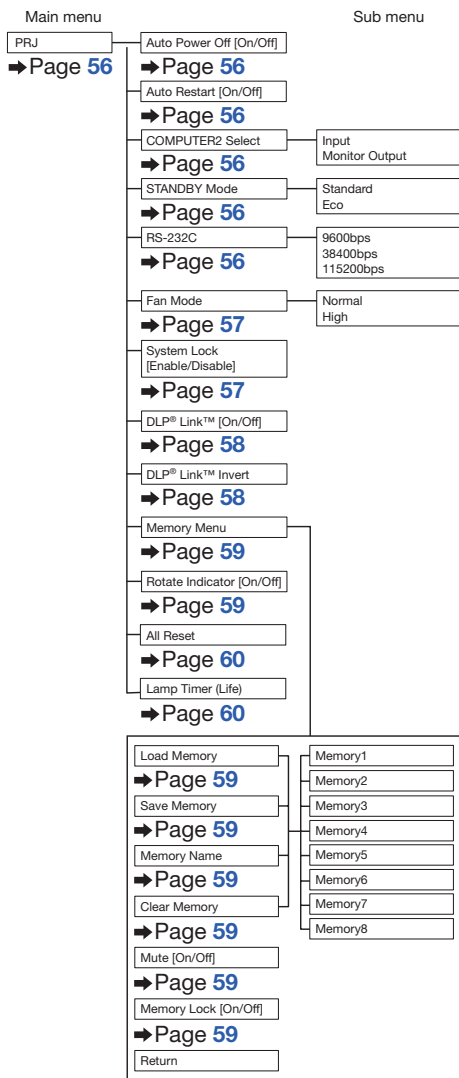 Main menu
Sub menu
PRJ
➡Page 56
Auto Power Off [On/Off]
➡Page 56
Auto Restart [On/Off]
➡Page 56
COMPUTER2 Select
➡Page 56
Input
Monitor Output
STANDBY Mode
➡Page 56
Standard
Eco
RS-232C
➡Page 56
9600bps
38400bps
115200bps
Fan Mode
➡Page 57
Normal
High
System Lock
[Enable/Disable]
➡Page 57
DLP® Link™ [On/Off]
➡Page 58
DLP® Link™ Invert
➡Page 58
Memory Menu
➡Page 59
Rotate Indicator [On/Off]
➡Page 59
All Reset
➡Page 60
Lamp Timer (Life)
➡Page 60
Load Memory
➡Page 59
Save Memory
➡Page 59
Memory Name
➡Page 59
Clear Memory
➡Page 59
Mute [On/Off]
➡Page 59
Memory Lock [On/Off]
➡Page 59
Return
Memory1
Memory2
Memory3
Memory4
Memory5
Memory6
Memory7
Memory8